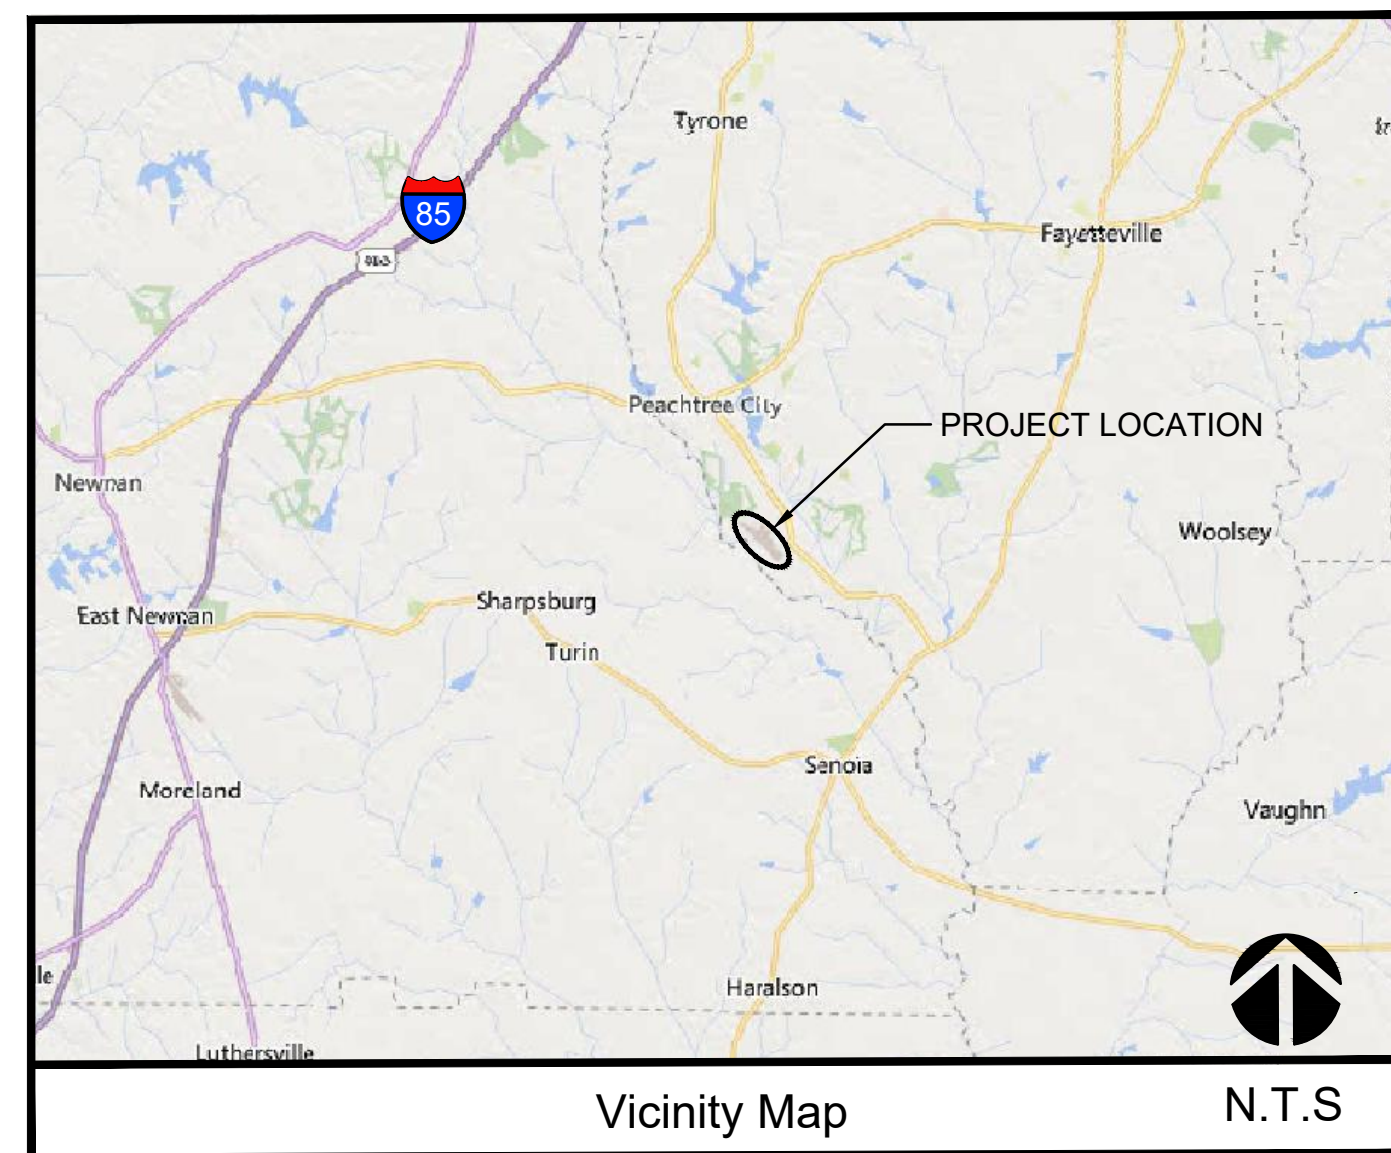 Tyrone
85
Fayetteville
Peachtree City
PROJECT LOCATION
Newnan
Woolsey
Sharpsburg
East Newnan
Turin
Senoia
Moreland
Vaughn
le
Haralson
Luthersville
Vicinity Map
N.T.S